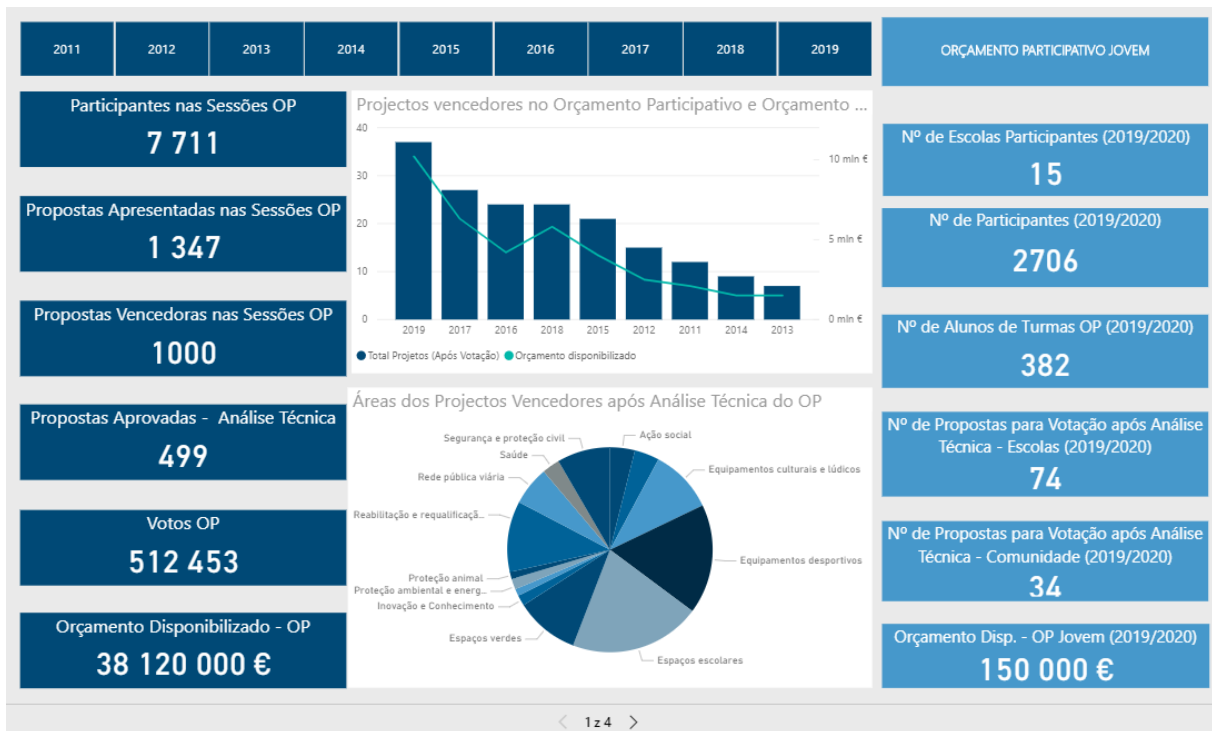 2011
2012
2013
2014
2015
2016
2017
2018
2019
ORÇAMENTO PARTICIPATIVO JOVEM
Participantes nas Sessões OP
7 711
Propostas Apresentadas nas Sessões OP
1 347
Propostas Vencedoras nas Sessões OP
1000
Propostas Aprovadas - Análise Técnica
499
Votos OP
512 453
Orçamento Disponibilizado - OP
38 120 000 €
Projectos vencedores no Orçamento Participativo e Orçamento ...
40
30
20
10
0
10 mln €
5 mln €
0 mln €
2019
2017
2016
2018
2015
2012
2011
2014
2013
Total Projetos (Após Votação)
Orçamento disponibilizado
Áreas dos Projectos Vencedores após Análise Técnica do OP
Segurança e proteção civil
Ação social
Saúde
Equipamentos culturais e lúdicos
Rede pública viária
Reabilitação e requalificaçã...
Equipamentos desportivos
Proteção animal
Proteção ambiental e energ...
Inovação e Conhecimento
Espaços verdes
Espaços escolares
Nº de Escolas Participantes (2019/2020)
15
Nº de Participantes (2019/2020)
2706
Nº de Alunos de Turmas OP (2019/2020)
382
Nº de Propostas para Votação após Análise
Técnica - Escolas (2019/2020)
74
Nº de Propostas para Votação após Análise
Técnica - Comunidade (2019/2020)
34
Orçamento Disp. - OP Jovem (2019/2020)
150 000 €
1 z 4